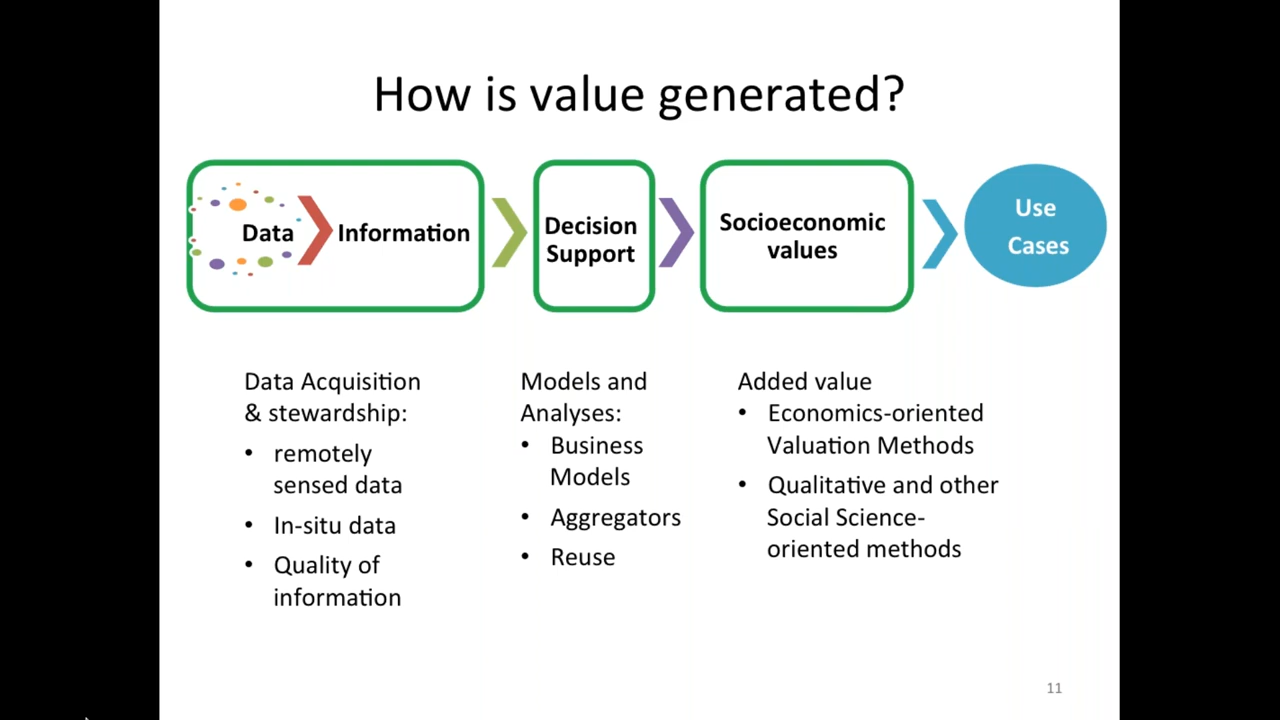 How is value generated?
Data
Information
Decision
Support
Socioeconomic
values
Use
Cases
Data Acquisition
& stewardship:
• remotely
sensed data
• In-situ data
• Quality of
information
Models and
Analyses:
• Business
Models
• Aggregators
• Reuse
Added value
• Economics-oriented
Valuation Methods
• Qualitative and other
Social Science-
oriented methods
11